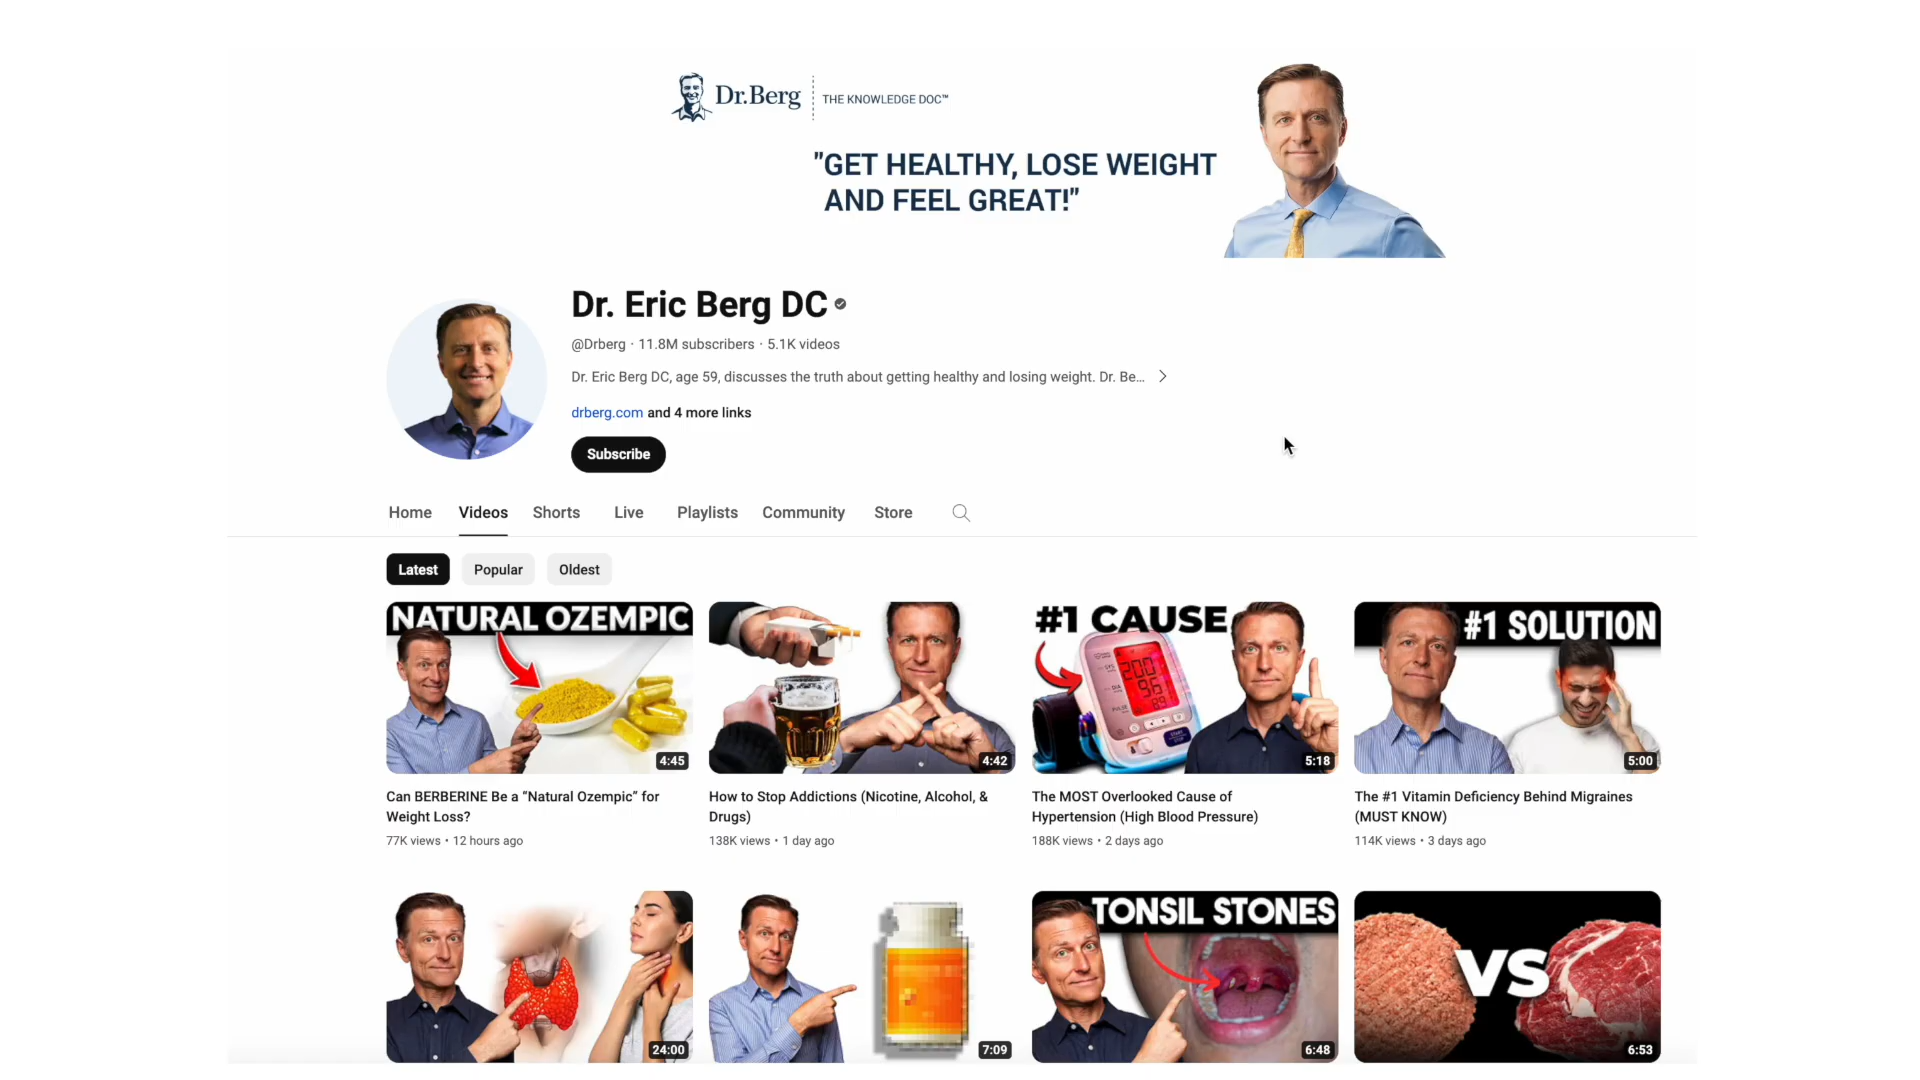 Dr.Berg
THE KNOWLEDGE DOC™
"GET HEALTHY, LOSE WEIGHT
AND FEEL GREAT!"
Dr. Eric Berg DC
@Drberg · 11.8M subscribers · 5.1K videos
Dr. Eric Berg DC, age 59, discusses the truth about getting healthy and losing weight. Dr. Be...
drberg.com and 4 more links
Subscribe
Home Videos Shorts Live Playlists Community Store
Latest Popular Oldest
NATURAL OZEMPIC
4:45
Can BERBERINE Be a “Natural Ozempic” for
Weight Loss?
77K views • 12 hours ago
4:42
How to Stop Addictions (Nicotine, Alcohol, &
Drugs)
138K views • 1 day ago
#1 CAUSE
SYS
200
DIA
96
PULSE
89
START
5:18
The MOST Overlooked Cause of
Hypertension (High Blood Pressure)
188K views • 2 days ago
#1 SOLUTION
5:00
The #1 Vitamin Deficiency Behind Migraines
(MUST KNOW)
114K views • 3 days ago
24:00
7:09
TONSIL STONES
6:48
VS
6:53